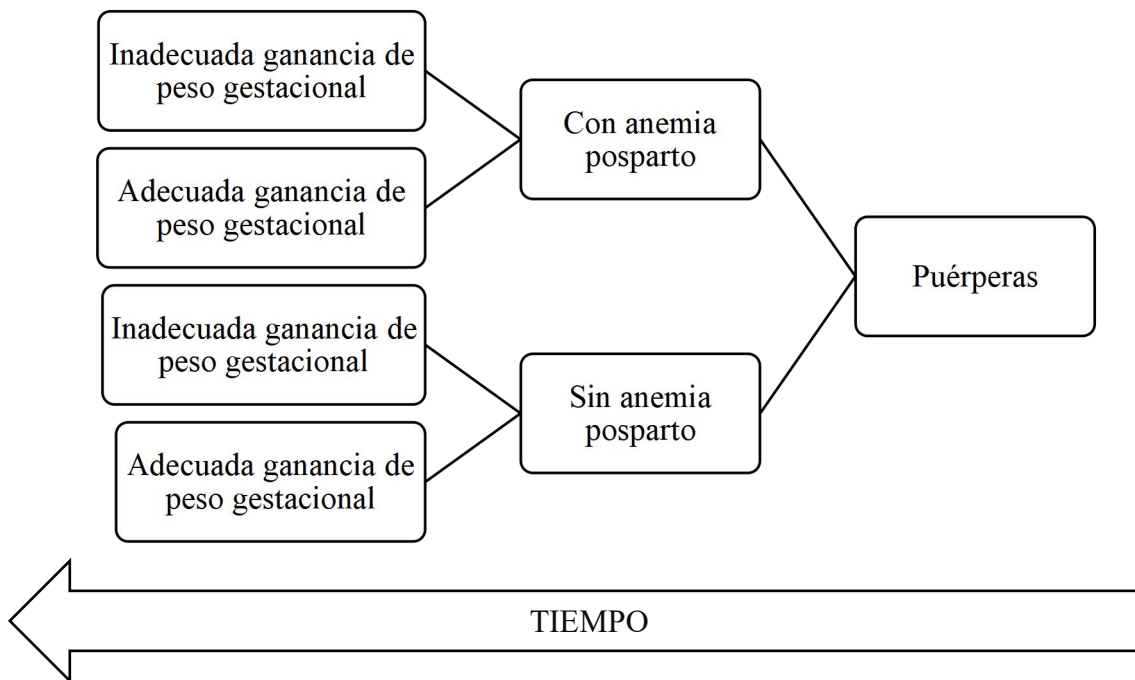 Inadecuada ganancia de
peso gestacional
Adecuada ganancia de
peso gestacional
Inadecuada ganancia de
peso gestacional
Adecuada ganancia de
peso gestacional
Con anemia
posparto
Sin anemia
posparto
Puérperas
TIEMPO